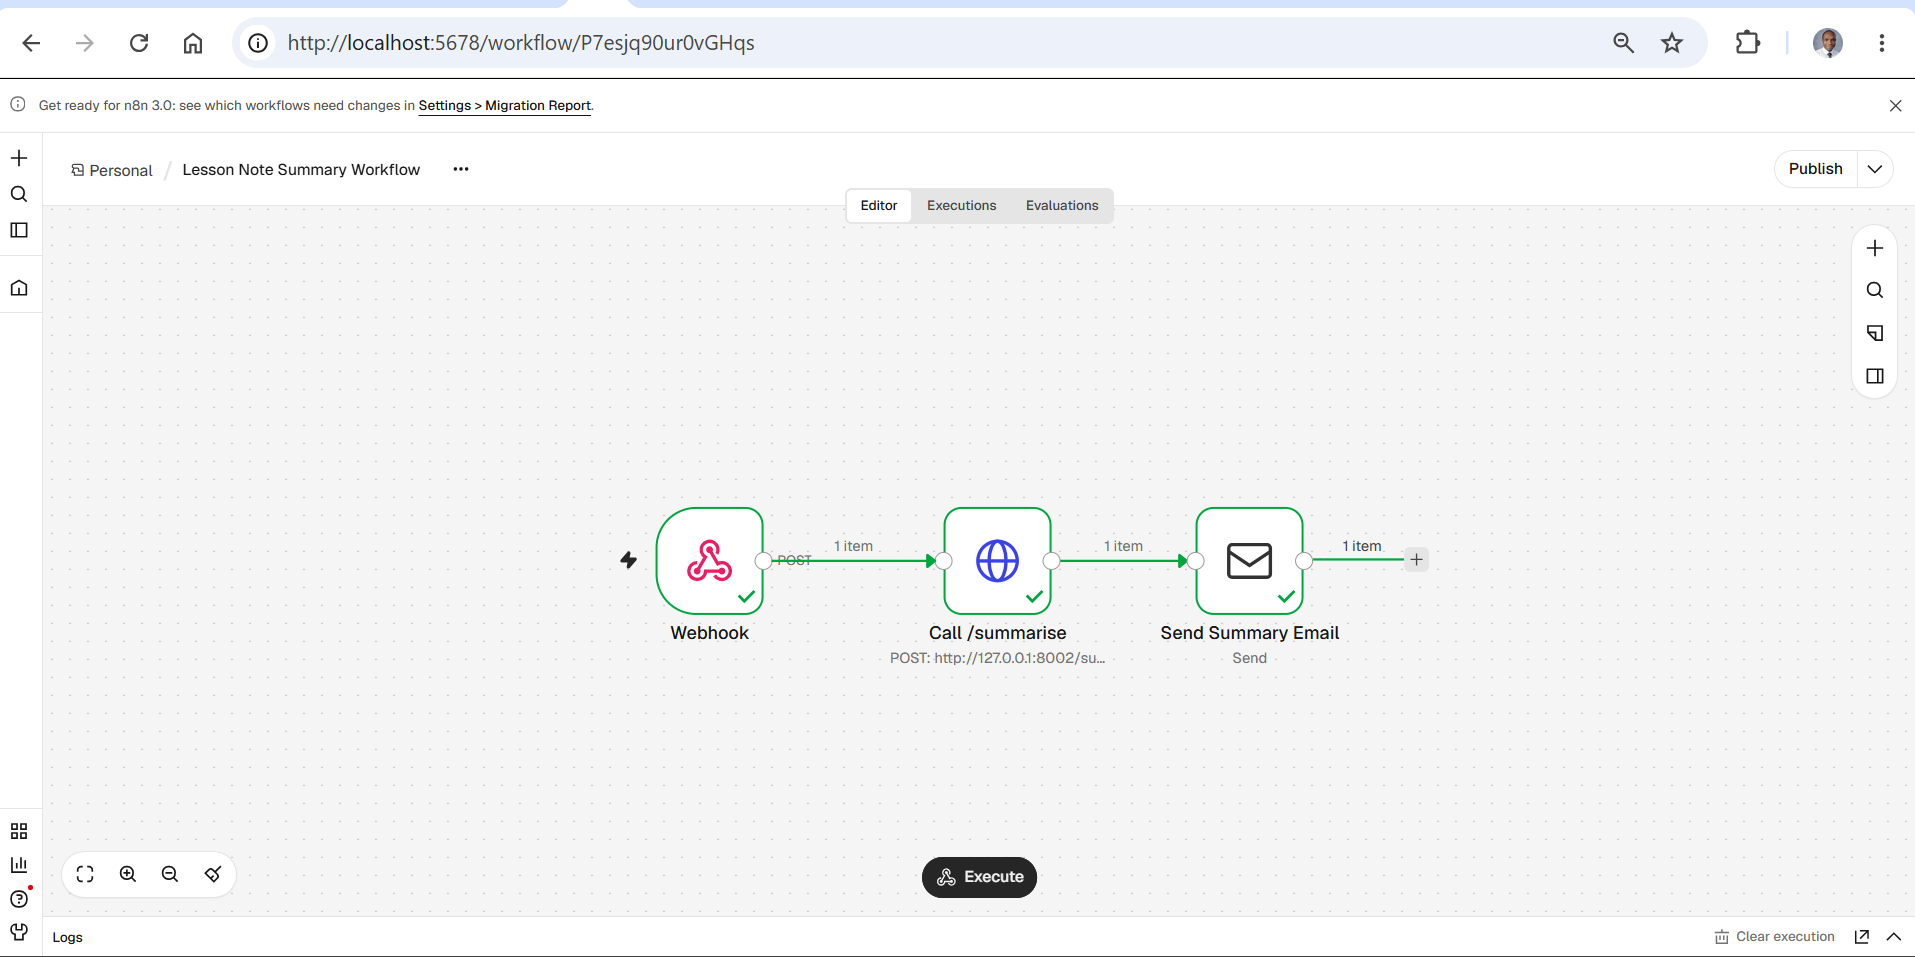 http://localhost:5678/workflow/P7esjq90ur0vGHqs
Get ready for n8n 3.0: see which workflows need changes in Settings > Migration Report.
Personal / Lesson Note Summary Workflow
Publish
Editor Executions Evaluations
POST
1 item
1 item
1 item
Webhook
Call /summarise
POST: http://127.0.0.1:8002/su...
Send Summary Email
Send
Execute
Logs
Clear execution